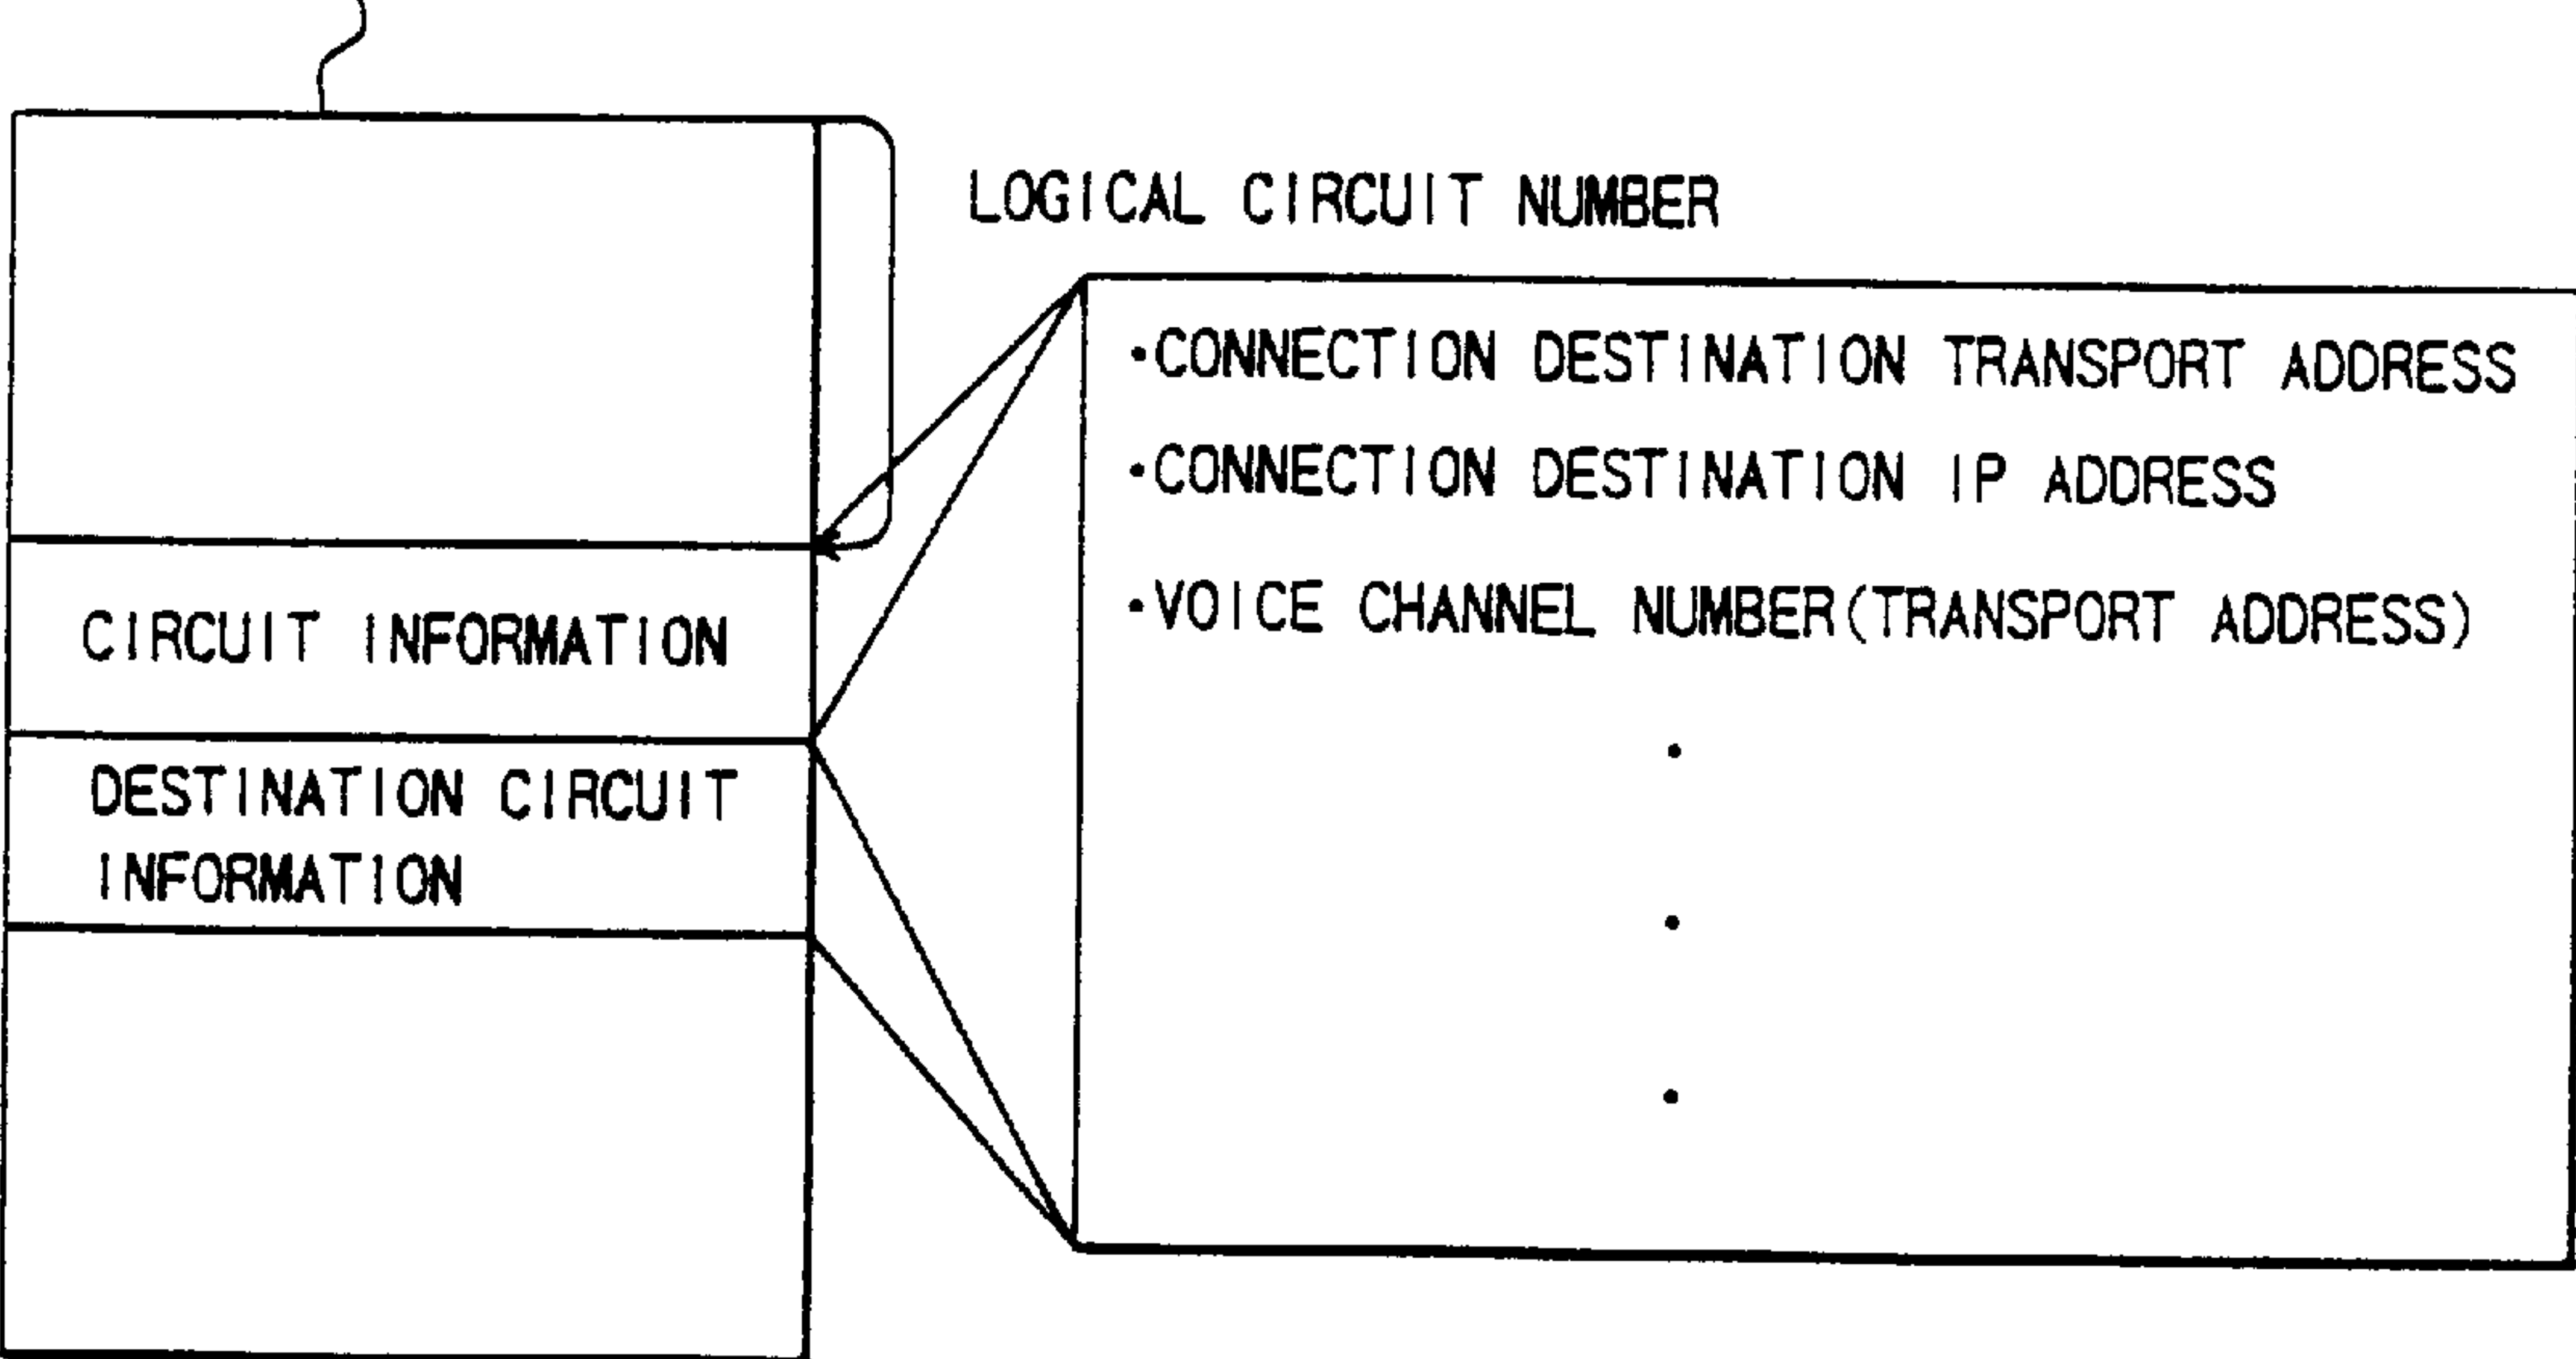 LOGICAL CIRCUIT NUMBER
·CONNECTION DESTINATION TRANSPORT ADDRESS
·CONNECTION DESTINATION IP ADDRESS
·VOICE CHANNEL NUMBER(TRANSPORT ADDRESS)
CIRCUIT INFORMATION
DESTINATION CIRCUIT
INFORMATION